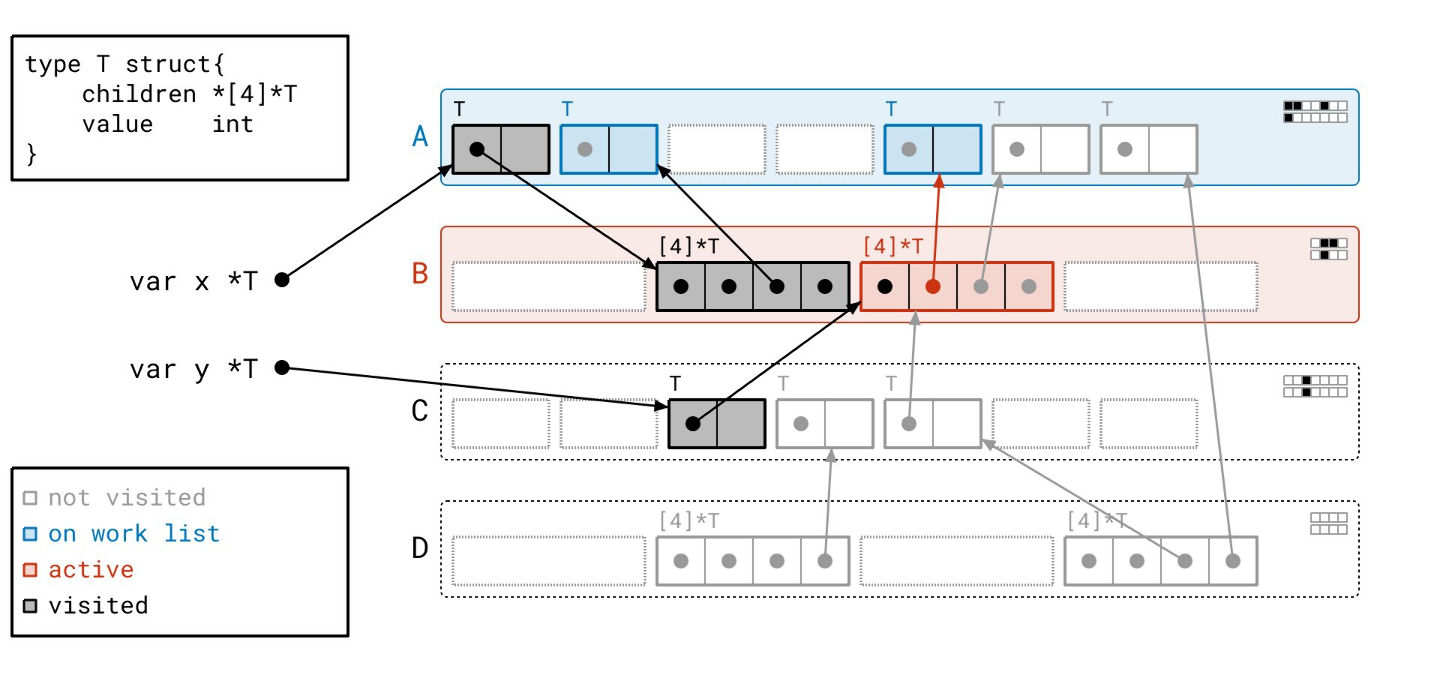 type T struct{
    children *[4]*T
    value    int
}
T T T T T
A
var x *T
[4]*T [4]*T
B
var y *T
T T T
C
[4]*T [4]*T
D
not visited
on work list
active
visited